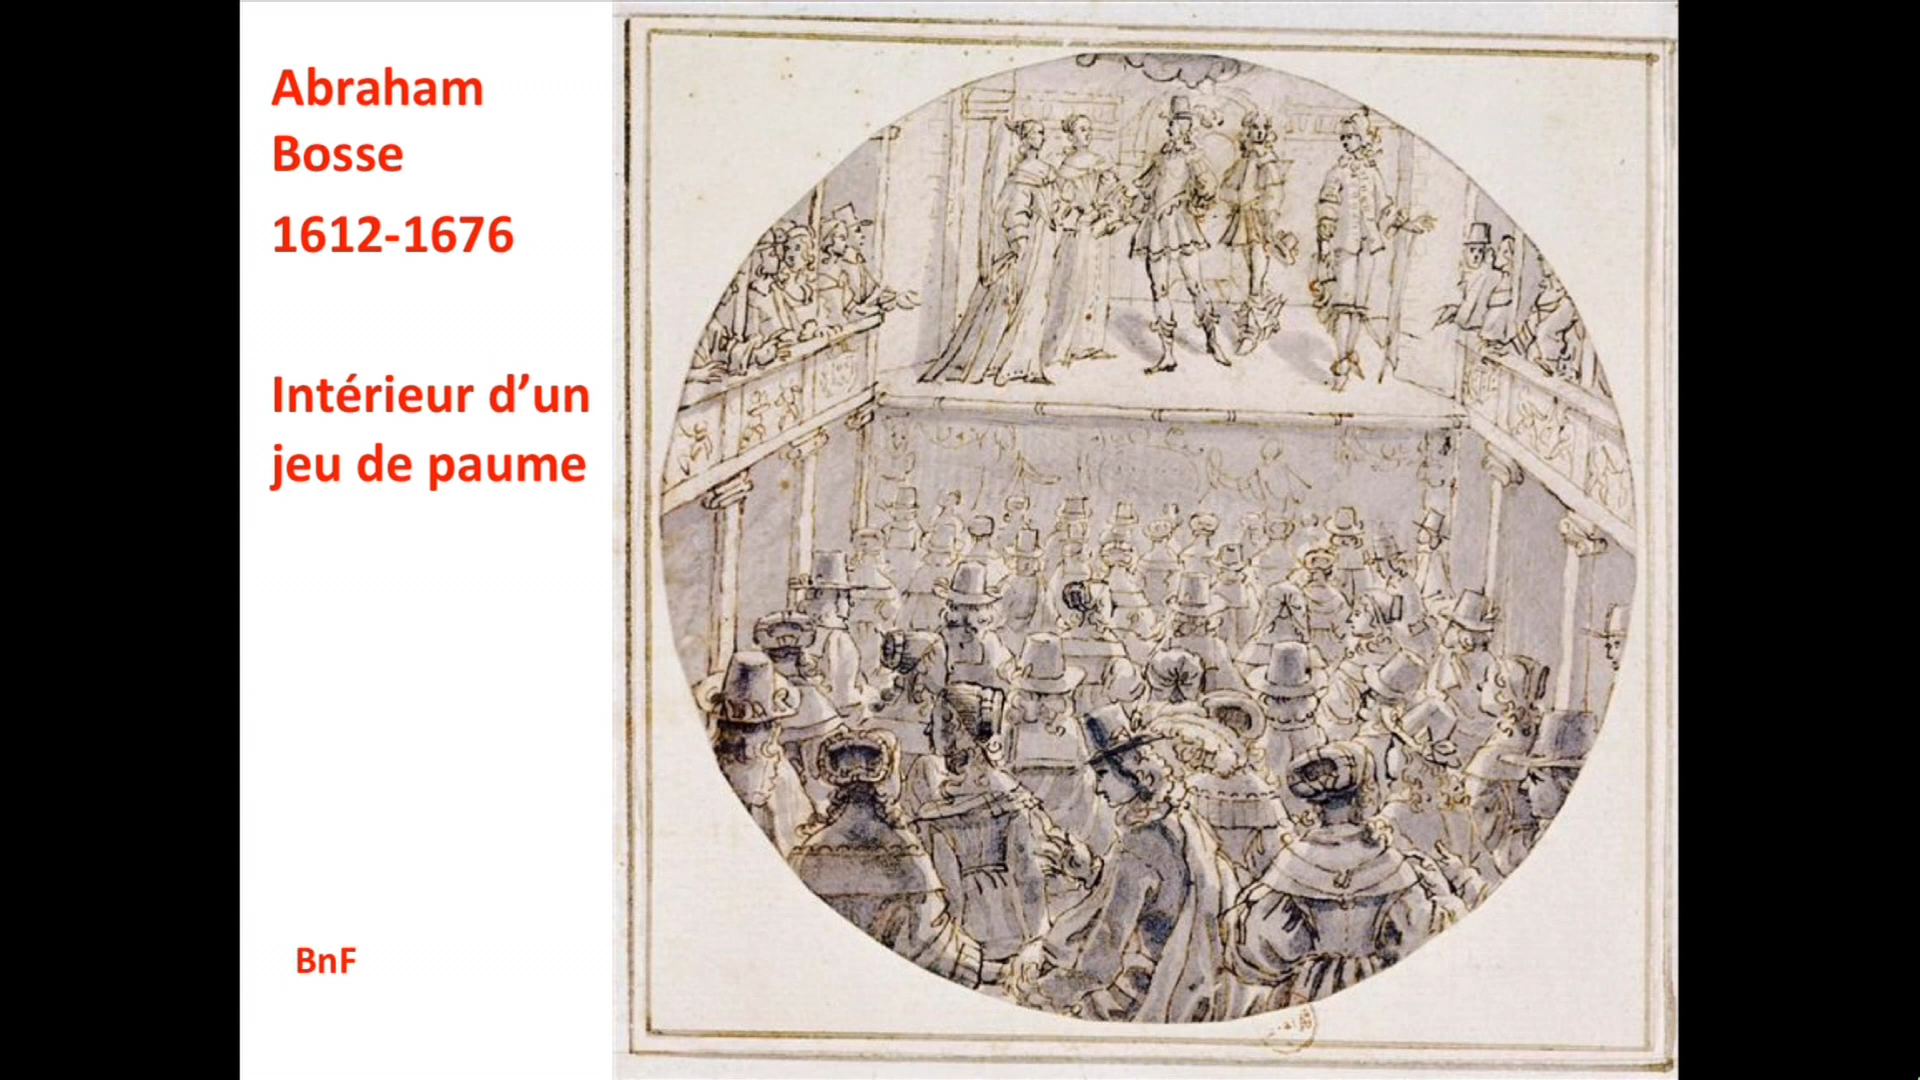 Abraham
Bosse
1612-1676
Intérieur d’un
jeu de paume
BnF